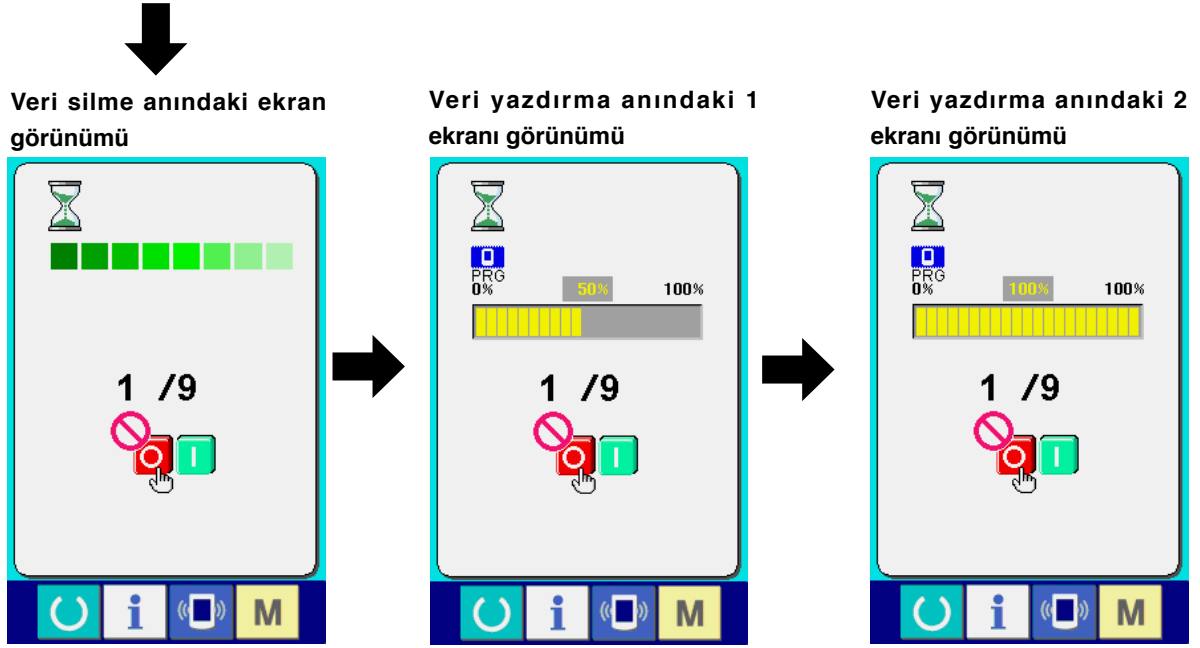 Veri silme anındaki ekran
görünümü
1 /9
i
M
Veri yazdırma anındaki 1
ekranı görünümü
PRG
0% 50% 100%
1 /9
i
M
Veri yazdırma anındaki 2
ekranı görünümü
PRG
0% 100% 100%
1 /9
i
M